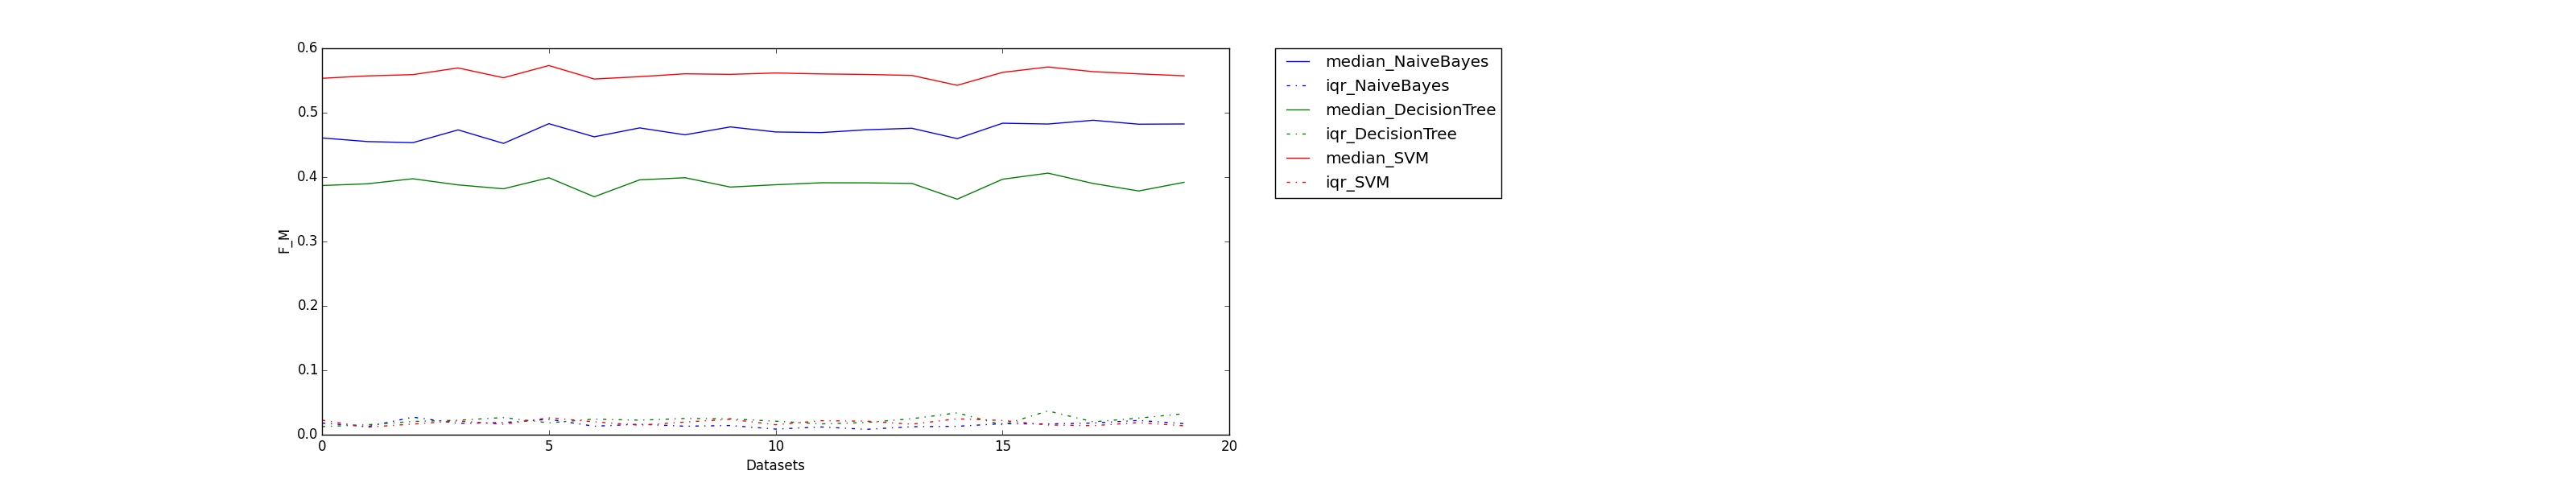 0.6
0.5
0.4
0.3
0.2
0.1
0.0
F_M
0 5 10 15 20
Datasets
median_NaiveBayes
iqr_NaiveBayes
median_DecisionTree
iqr_DecisionTree
median_SVM
iqr_SVM